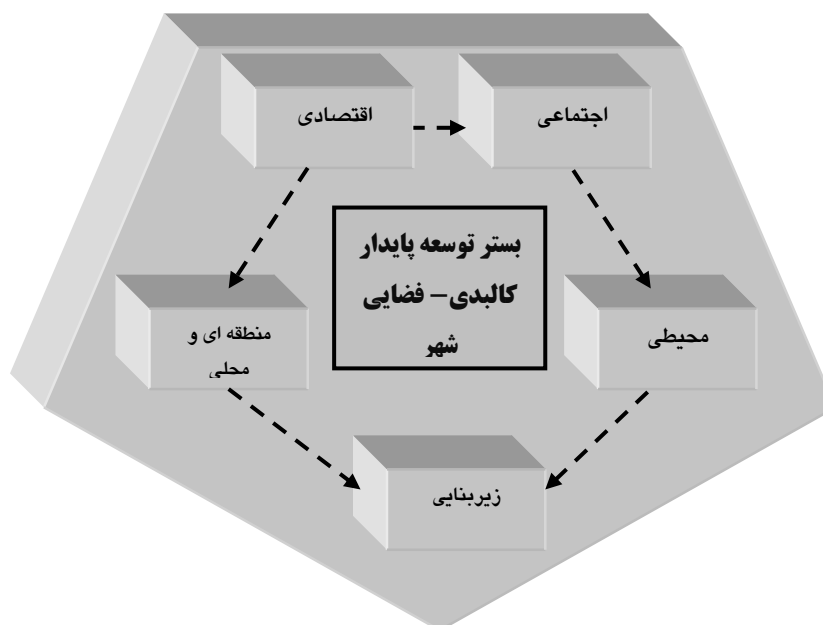 اجتماعی
اقتصادی
بستر توسعه پایدار
کالبدی- فضایی
شهر
محیطی
منطقه ای و
محلی
زیربنایی